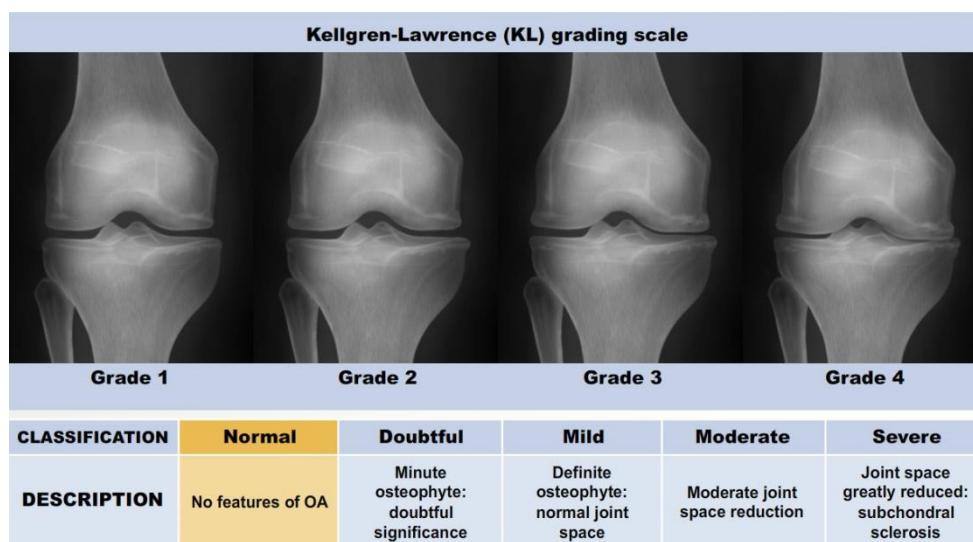 Kellgren-Lawrence (KL) grading scale
Grade 1
Grade 2
Grade 3
Grade 4
CLASSIFICATION
Normal
Doubtful
Mild
Moderate
Severe
DESCRIPTION
No features of OA
Minute
osteophyte:
doubtful
significance
Definite
osteophyte:
normal joint
space
Moderate joint
space reduction
Joint space
greatly reduced:
subchondral
sclerosis